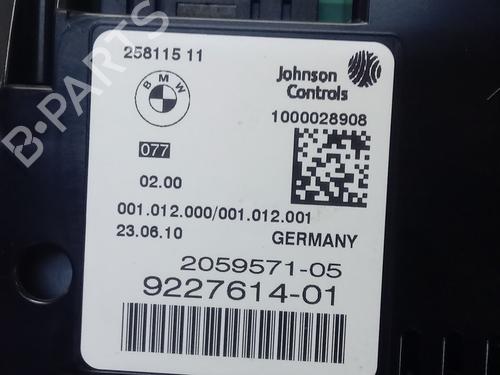 258115 11
BMW
Johnson
Controls
1000028908
077
02.00
001.012.000/001.012.001
23.06.10
GERMANY
2059571-05
9227614-01
B-PARTS